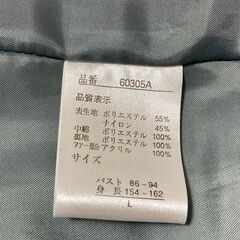 品番 60305A
品質表示
表生地 ポリエステル 55%
ナイロン 45%
中綿 ポリエステル 100%
裏地 ポリエステル 100%
ファー部分 アクリル 100%
サイズ
バスト 86-94
身長 154-162
L